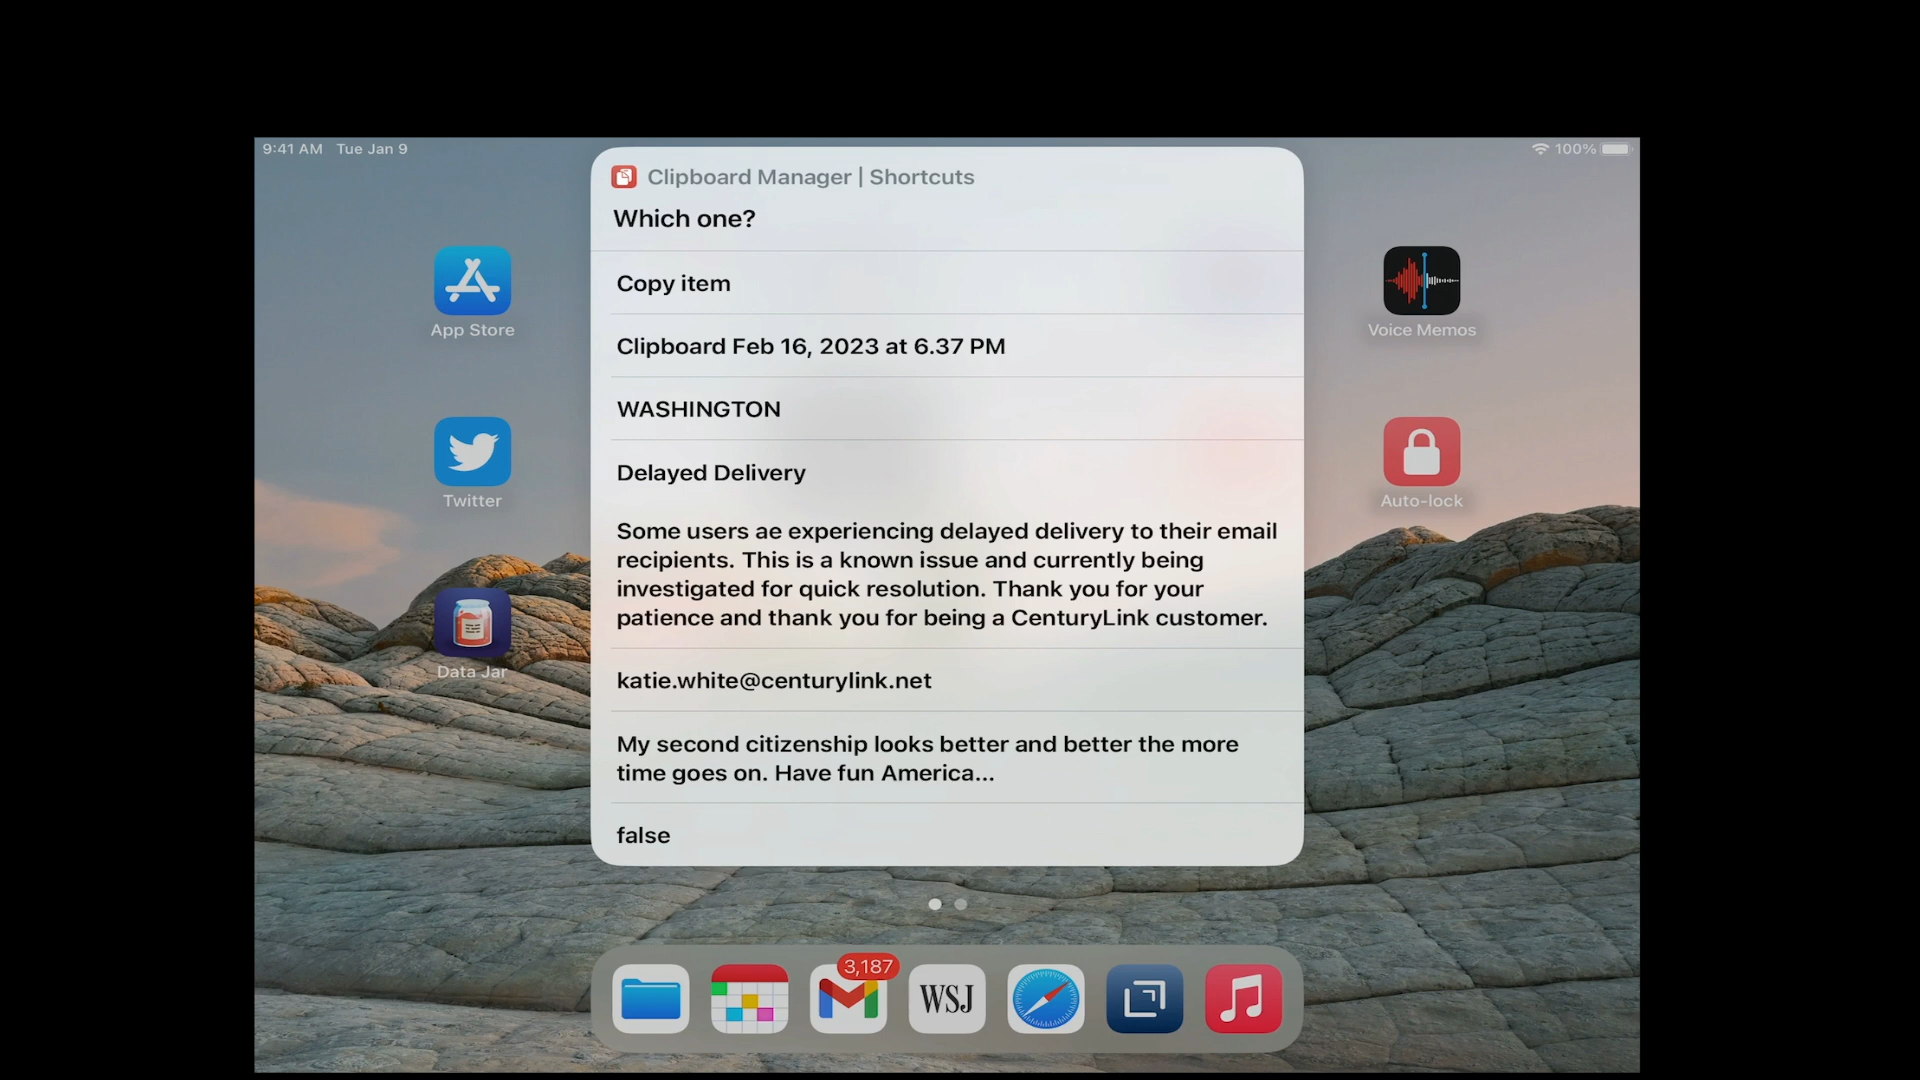 9:41 AM Tue Jan 9
100%
Clipboard Manager | Shortcuts
Which one?
Copy item
Clipboard Feb 16, 2023 at 6.37 PM
WASHINGTON
Delayed Delivery
Some users ae experiencing delayed delivery to their email
recipients. This is a known issue and currently being
investigated for quick resolution. Thank you for your
patience and thank you for being a CenturyLink customer.
katie.white@centurylink.net
My second citizenship looks better and better the more
time goes on. Have fun America...
false
App Store
Twitter
Data Jar
Voice Memos
Auto-lock
3,187
WSJ